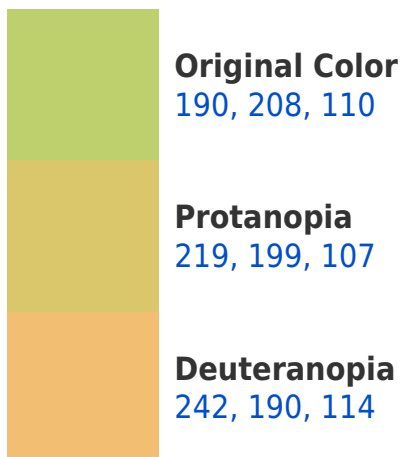 Original Color
190, 208, 110
Protanopia
219, 199, 107
Deuteranopia
242, 190, 114